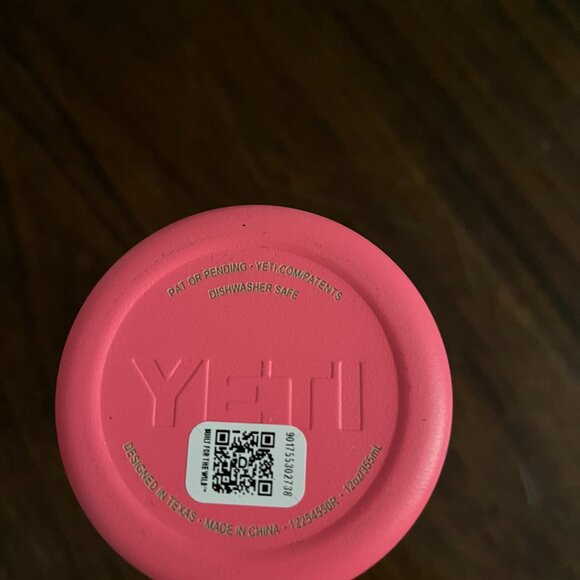 PAT OR PENDING · YETI.COM/PATENTS
DISHWASHER SAFE
YETI
BUILT FOR THE WILD™
901755302738
DESIGNED IN TEXAS · MADE IN CHINA · 12254550R · 12oz/355mL